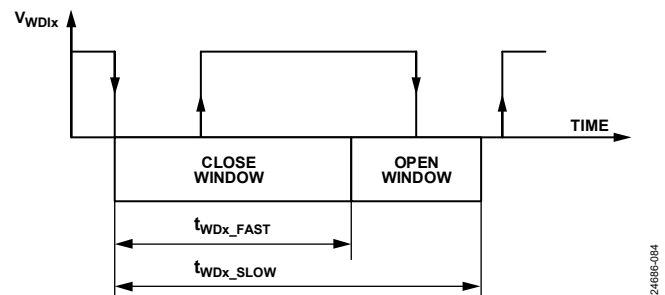 VWDIx
TIME
CLOSE
WINDOW
OPEN
WINDOW
tWDx_FAST
tWDx_SLOW
24686-084